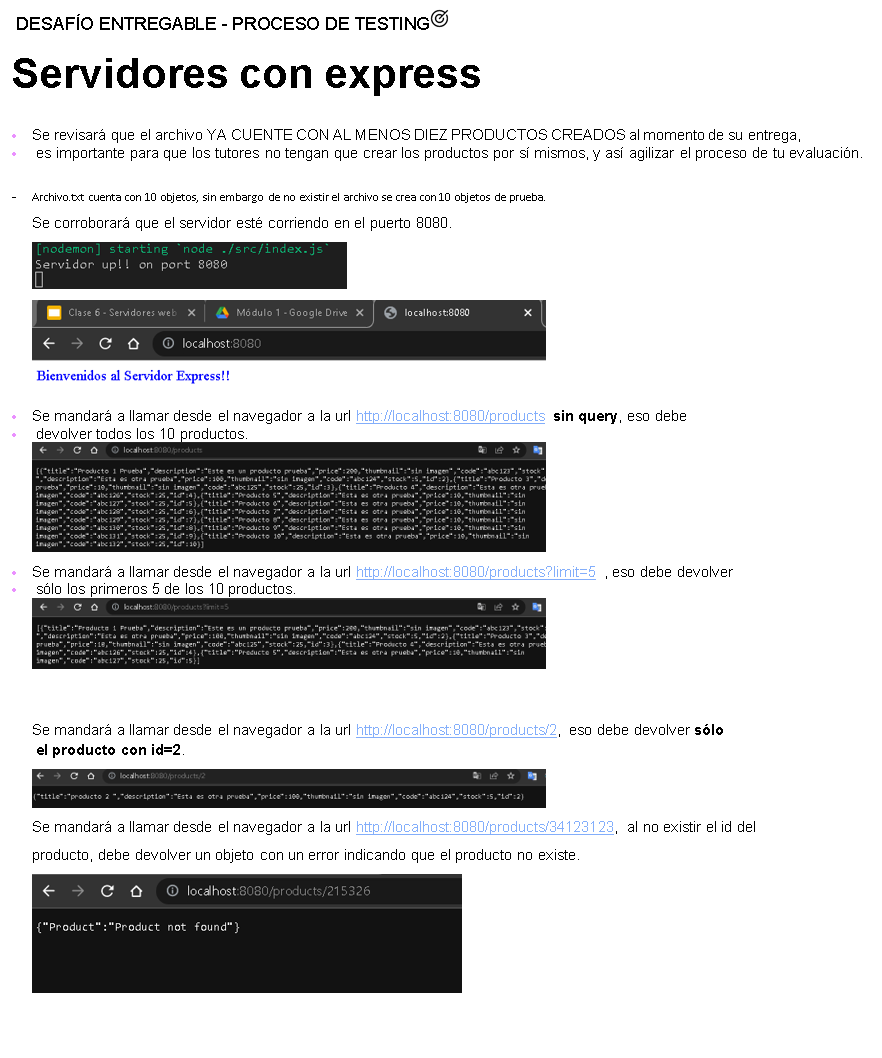 DESAFÍO ENTREGABLE - PROCESO DE TESTING
Servidores con express
Se revisará que el archivo YA CUENTE CON AL MENOS DIEZ PRODUCTOS CREADOS al momento de su entrega,
es importante para que los tutores no tengan que crear los productos por sí mismos, y así agilizar el proceso de tu evaluación.
- Archivo.txt cuenta con 10 objetos, sin embargo de no existir el archivo se crea con 10 objetos de prueba.
Se corroborará que el servidor esté corriendo en el puerto 8080.
[nodemon] starting `node ./src/index.js`
Servidor up!! on port 8080
Clase 6 - Servidores web Módulo 1 - Google Drive localhost:8080
localhost:8080
Bienvenidos al Servidor Express!!
Se mandará a llamar desde el navegador a la url http://localhost:8080/products sin query, eso debe
devolver todos los 10 productos.
localhost:8080/products
[{"title":"Producto 1 Prueba","description":"Este es un producto prueba","price":200,"thumbnail":"sin imagen","code":"abc123","stock"
","description":"Esta es otra prueba","price":100,"thumbnail":"sin imagen","code":"abc124","stock":5,"id":2},{"title":"Producto 3","de
prueba","price":10,"thumbnail":"sin imagen","code":"abc125","stock":25,"id":3},{"title":"Producto 4","description":"Esta es otra prueba","price
imagen","code":"abc126","stock":25,"id":4},{"title":"Producto 5","description":"Esta es otra prueba","price":10,"thumbnail":"sin
imagen","code":"abc127","stock":25,"id":5},{"title":"Producto 6","description":"Esta es otra prueba","price":10,"thumbnail":"sin
imagen","code":"abc128","stock":25,"id":6},{"title":"Producto 7","description":"Esta es otra prueba","price":10,"thumbnail":"sin
imagen","code":"abc129","stock":25,"id":7},{"title":"Producto 8","description":"Esta es otra prueba","price":10,"thumbnail":"sin
imagen","code":"abc130","stock":25,"id":8},{"title":"Producto 9","description":"Esta es otra prueba","price":10,"thumbnail":"sin
imagen","code":"abc131","stock":25,"id":9},{"title":"Producto 10","description":"Esta es otra prueba","price":10,"thumbnail":"sin
imagen","code":"abc132","stock":25,"id":10}]
Se mandará a llamar desde el navegador a la url http://localhost:8080/products?limit=5 , eso debe devolver
sólo los primeros 5 de los 10 productos.
localhost:8080/products?limit=5
[{"title":"Producto 1 Prueba","description":"Este es un producto prueba","price":200,"thumbnail":"sin imagen","code":"abc123","stock"
","description":"Esta es otra prueba","price":100,"thumbnail":"sin imagen","code":"abc124","stock":5,"id":2},{"title":"Producto 3","de
prueba","price":10,"thumbnail":"sin imagen","code":"abc125","stock":25,"id":3},{"title":"Producto 4","description":"Esta es otra prueba","price
imagen","code":"abc126","stock":25,"id":4},{"title":"Producto 5","description":"Esta es otra prueba","price":10,"thumbnail":"sin
imagen","code":"abc127","stock":25,"id":5}]
Se mandará a llamar desde el navegador a la url http://localhost:8080/products/2, eso debe devolver sólo
el producto con id=2.
localhost:8080/products/2
{"title":"producto 2 ","description":"Esta es otra prueba","price":100,"thumbnail":"sin imagen","code":"abc124","stock":5,"id":2}
Se mandará a llamar desde el navegador a la url http://localhost:8080/products/34123123, al no existir el id del
producto, debe devolver un objeto con un error indicando que el producto no existe.
localhost:8080/products/215326
{"Product":"Product not found"}